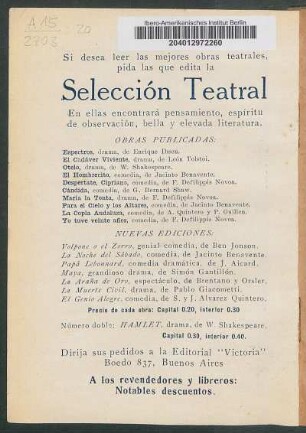 A 15
2793
20
Ibero-Amerikanisches Institut Berlin
204012972260
Si desea leer las mejores obras teatrales,
pida las que edita la
Selección Teatral
En ellas encontrará pensamiento, espíritu
de observación, bella y elevada literatura.
OBRAS PUBLICADAS:
Espectros, drama, de Enrique Ibsen.
El Cadáver Viviente, drama, de León Tolstoi.
Otelo, drama, de W. Shakespeare.
El Hombrecito, comedia, de Jacinto Benavente.
Despertate, Cipriano, comedia, de F. Defilippis Novoa.
Cándida, comedia, de G. Bernard Shaw.
María la Tonta, drama, de F. Defilippis Novoa.
Para el Cielo y los Altares, comedia, de Jacinto Benavente.
La Copla Andaluza, comedia, de A. Quintero y P. Guillen.
Tu tuve veinte años, comedia, de F. Defilippis Novoa.
NUEVAS EDICIONES:
Volpone o el Zorro, genial comedia, de Ben Jonson.
La Noche del Sábado, comedia, de Jacinto Benavente
Papá Lebonnard, comedia dramática, de J. Aicard.
Maya, grandioso drama, de Simón Gantillón.
La Araña de Oro, espectáculo, de Brentano y Orsler.
La Muerte Civil, drama, de Pablo Giacometti.
El Genio Alegre, comedia, de S. y J. Alvarez Quintero.
Precio de cada obra: Capital 0.20, interior 0.30
Número doble: HAMLET, drama, de W. Shakespeare.
Capital 0.30, interior 0.40.
Dirija sus pedidos a la Editorial "Victoria"
Boedo 837, Buenos Aires
A los revendedores y libreros:
Notables descuentos.